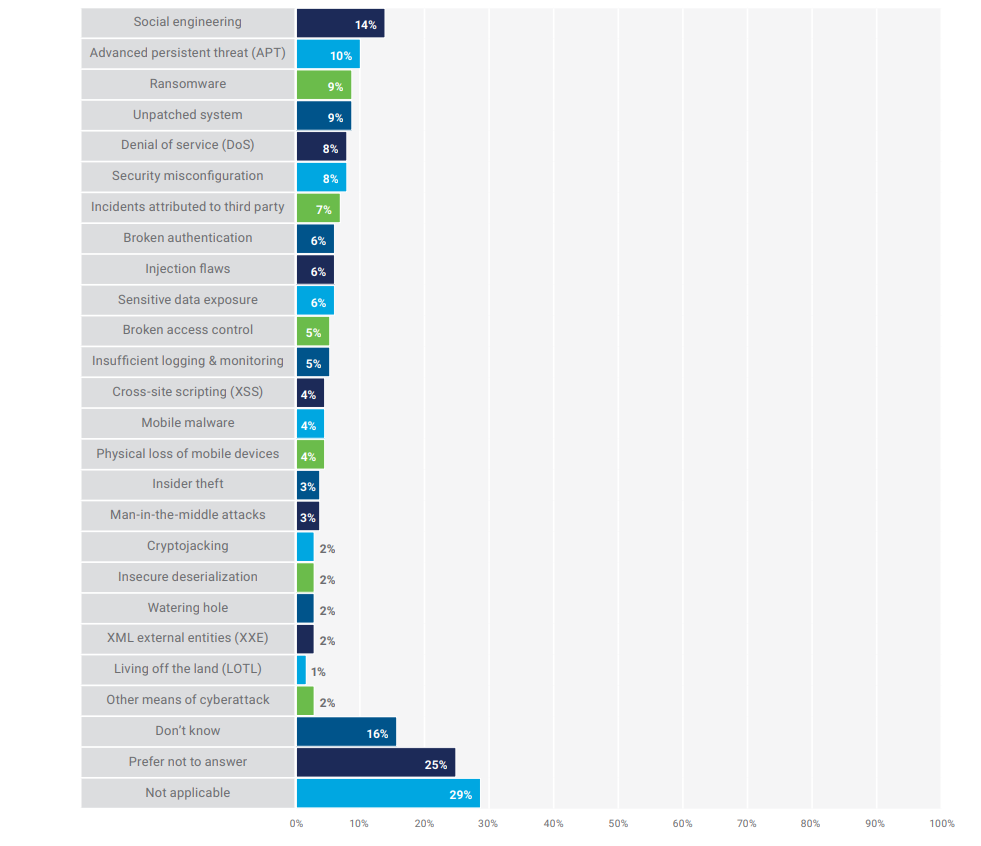 Social engineering 14%
Advanced persistent threat (APT) 10%
Ransomware 9%
Unpatched system 9%
Denial of service (DoS) 8%
Security misconfiguration 8%
Incidents attributed to third party 7%
Broken authentication 6%
Injection flaws 6%
Sensitive data exposure 6%
Broken access control 5%
Insufficient logging & monitoring 5%
Cross-site scripting (XSS) 4%
Mobile malware 4%
Physical loss of mobile devices 4%
Insider theft 3%
Man-in-the-middle attacks 3%
Cryptojacking 2%
Insecure deserialization 2%
Watering hole 2%
XML external entities (XXE) 2%
Living off the land (LOTL) 1%
Other means of cyberattack 2%
Don’t know 16%
Prefer not to answer 25%
Not applicable 29%
0% 10% 20% 30% 40% 50% 60% 70% 80% 90% 100%